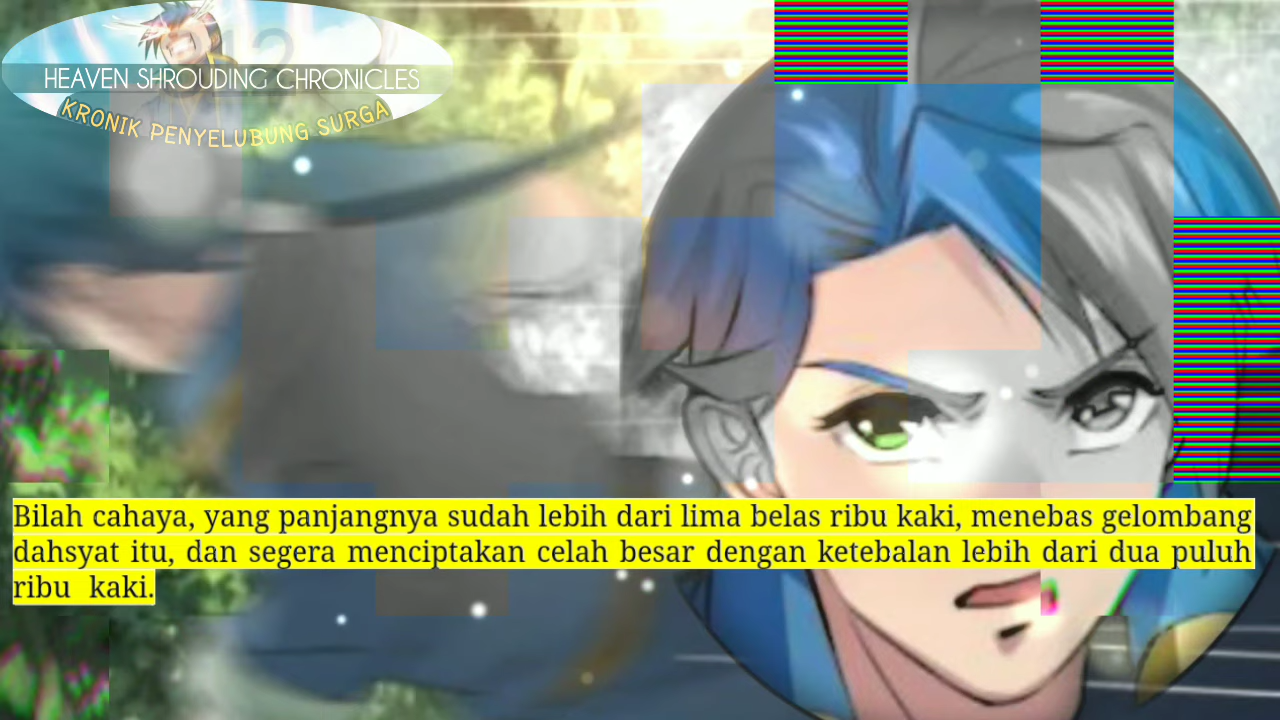 HEAVEN SHROUDING CHRONICLES
KRONIK PENYELUBUNG SURGA
Bilah cahaya, yang panjangnya sudah lebih dari lima belas ribu kaki, menebas gelombang
dahsyat itu, dan segera menciptakan celah besar dengan ketebalan lebih dari dua puluh
ribu kaki.